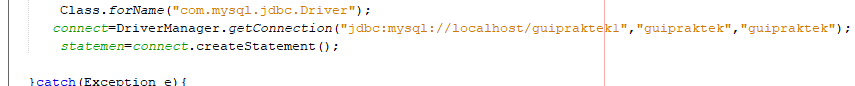 Class.forName("com.mysql.jdbc.Driver");
connect=DriverManager.getConnection("jdbc:mysql://localhost/guipraktek1","guipraktek","guipraktek");
statemen=connect.createStatement();
}catch(Exception e){